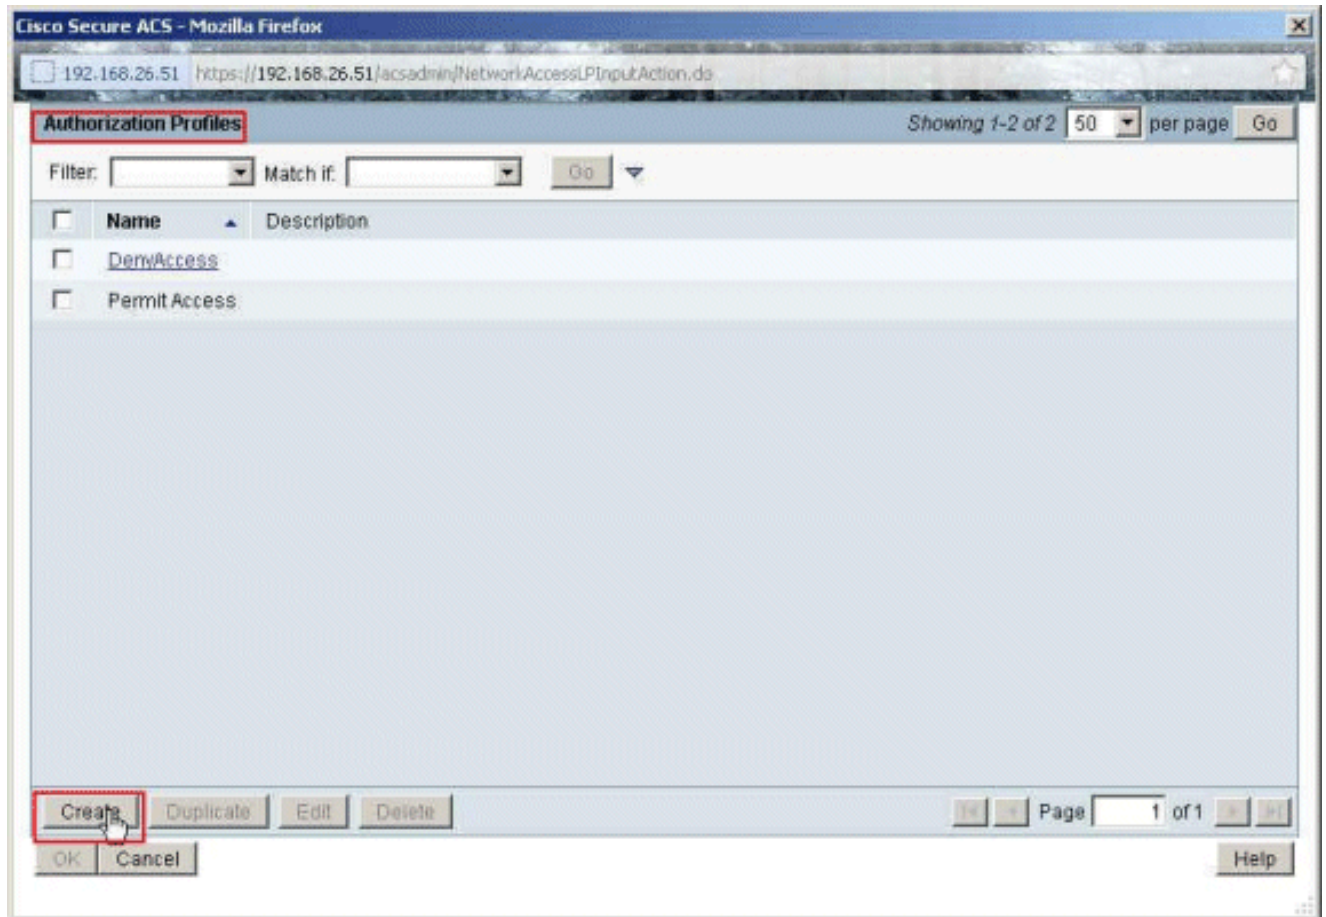 Cisco Secure ACS - Mozilla Firefox
192.168.26.51 https://192.168.26.51/acsadmin/NetworkAccessLPInputAction.do
Authorization Profiles Showing 1-2 of 2 50 per page Go
Filter: Match if: Go
Name Description
DenyAccess
Permit Access
Create Duplicate Edit Delete Page 1 of 1
OK Cancel Help